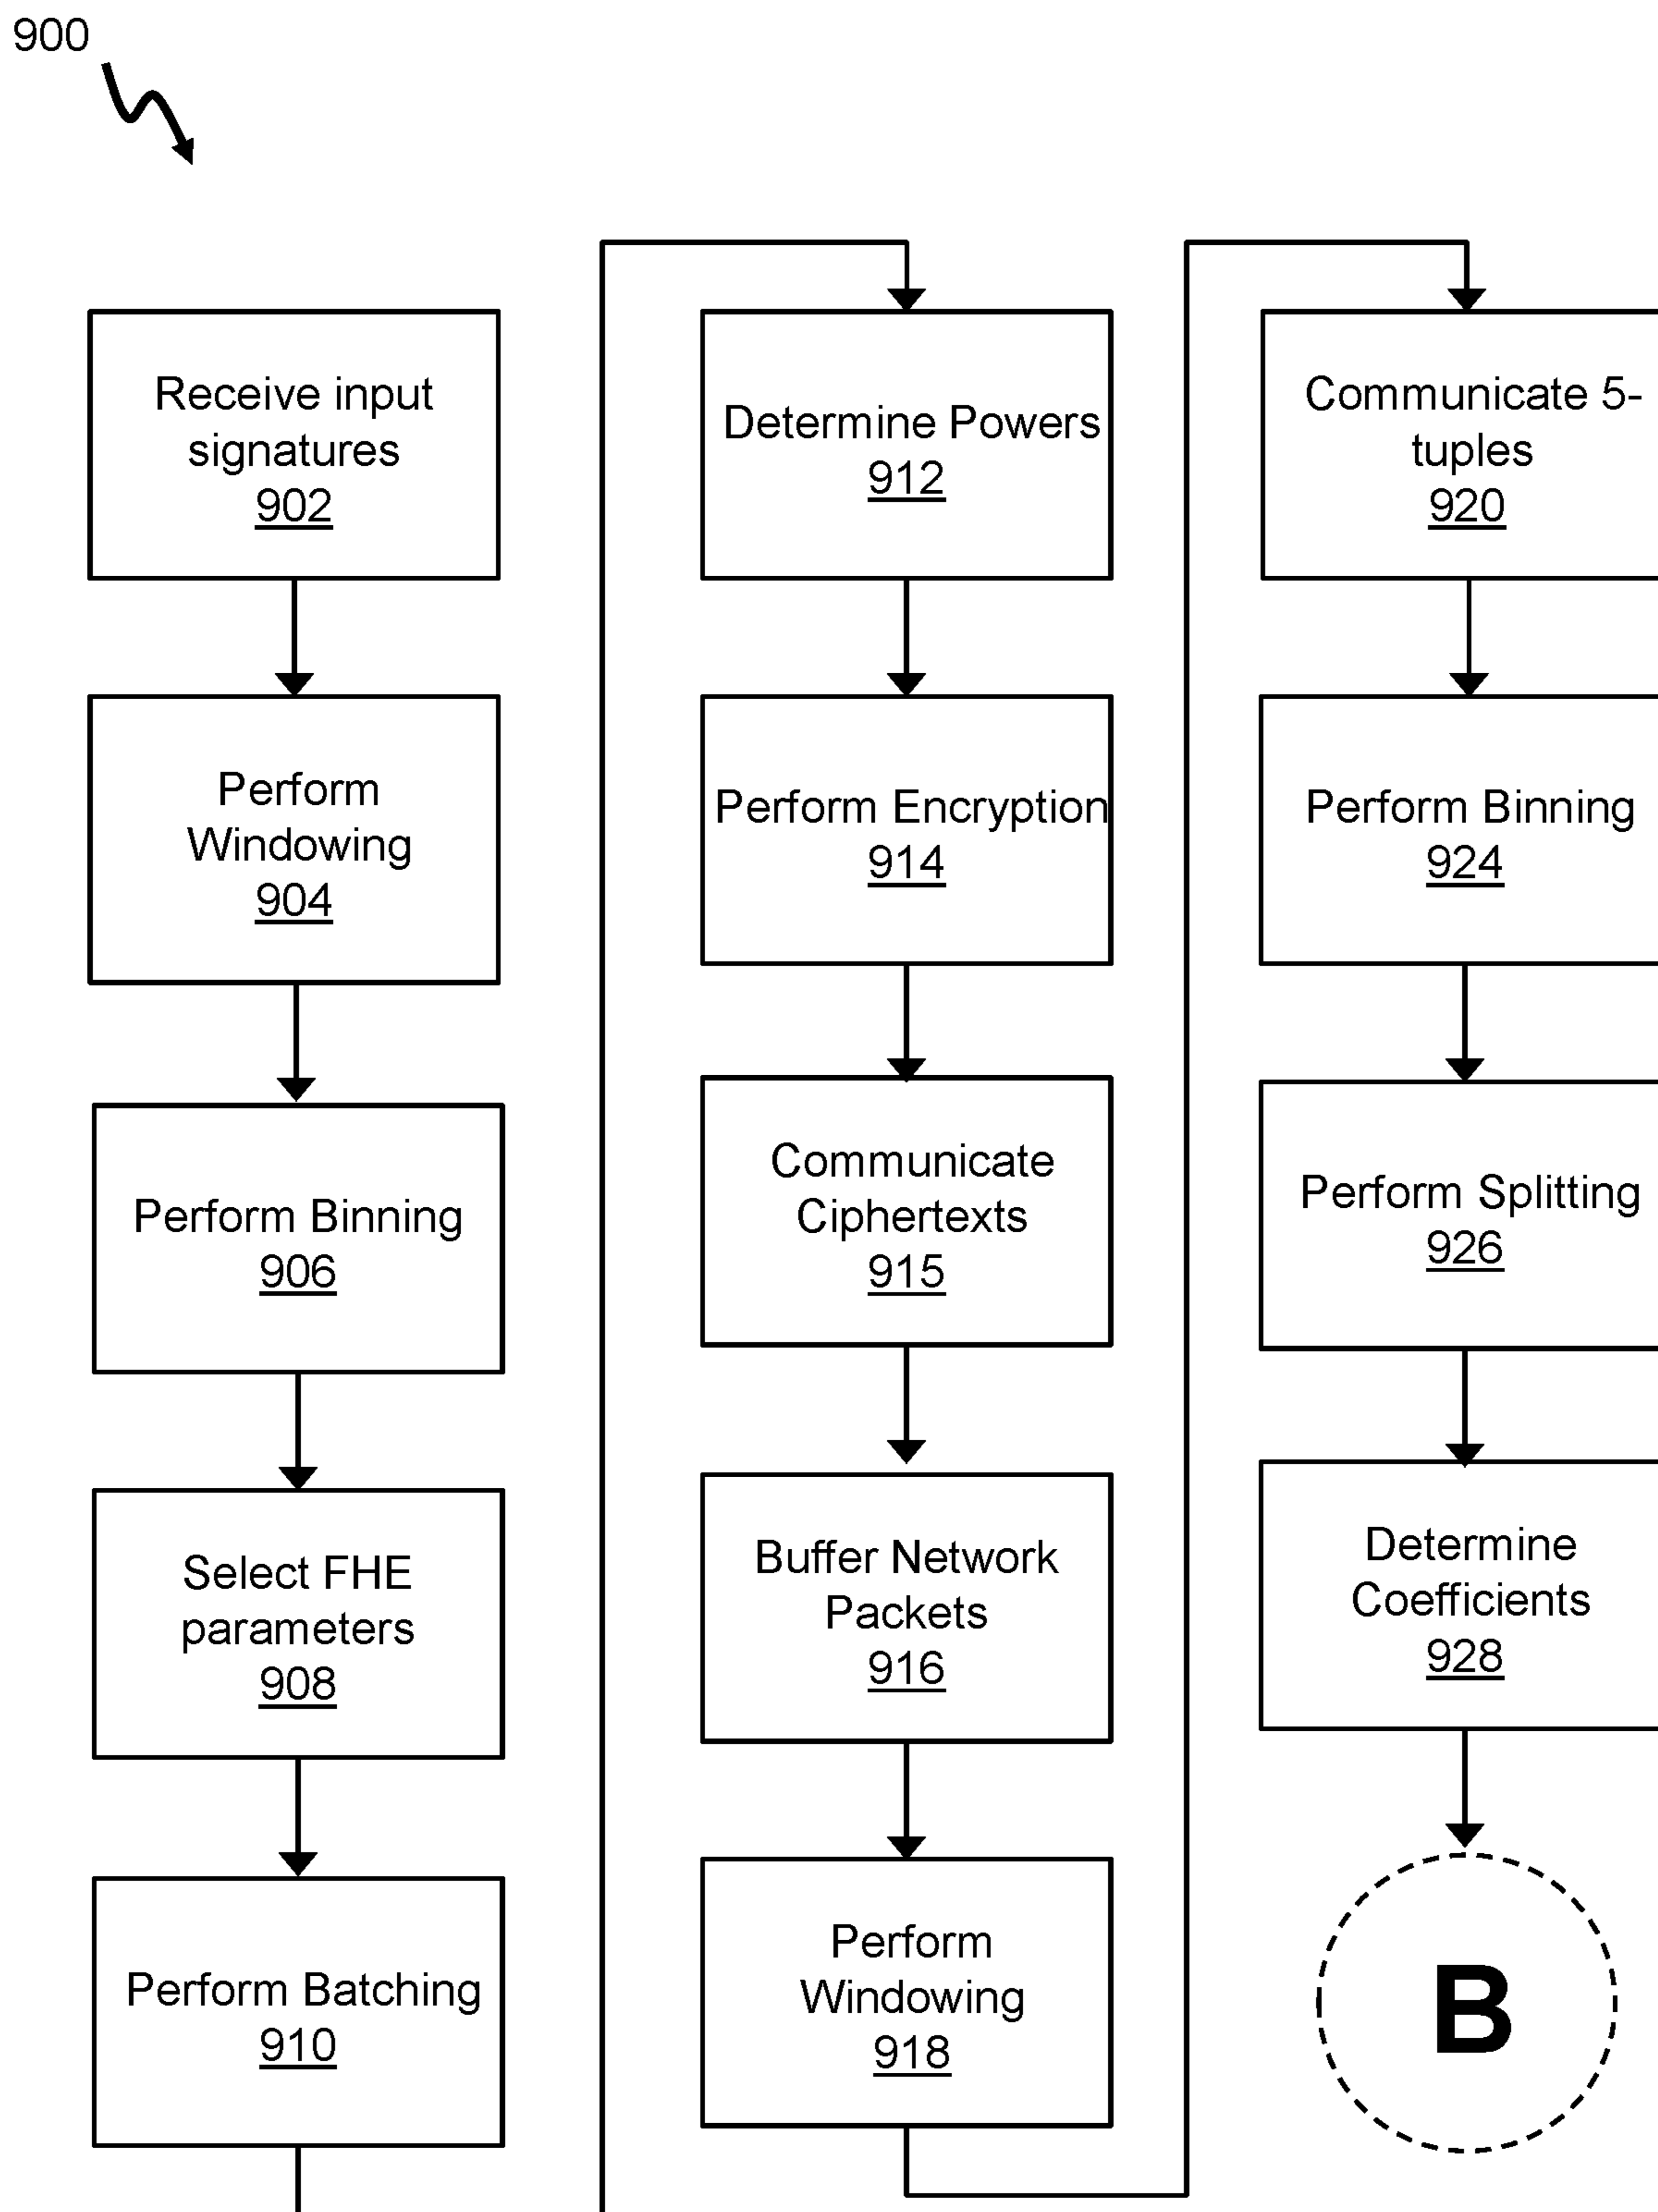 900
Receive input
signatures
902
Perform
Windowing
904
Perform Binning
906
Select FHE
parameters
908
Perform Batching
910
Determine Powers
912
Perform Encryption
914
Communicate
Ciphertexts
915
Buffer Network
Packets
916
Perform
Windowing
918
Communicate 5-
tuples
920
Perform Binning
924
Perform Splitting
926
Determine
Coefficients
928
B